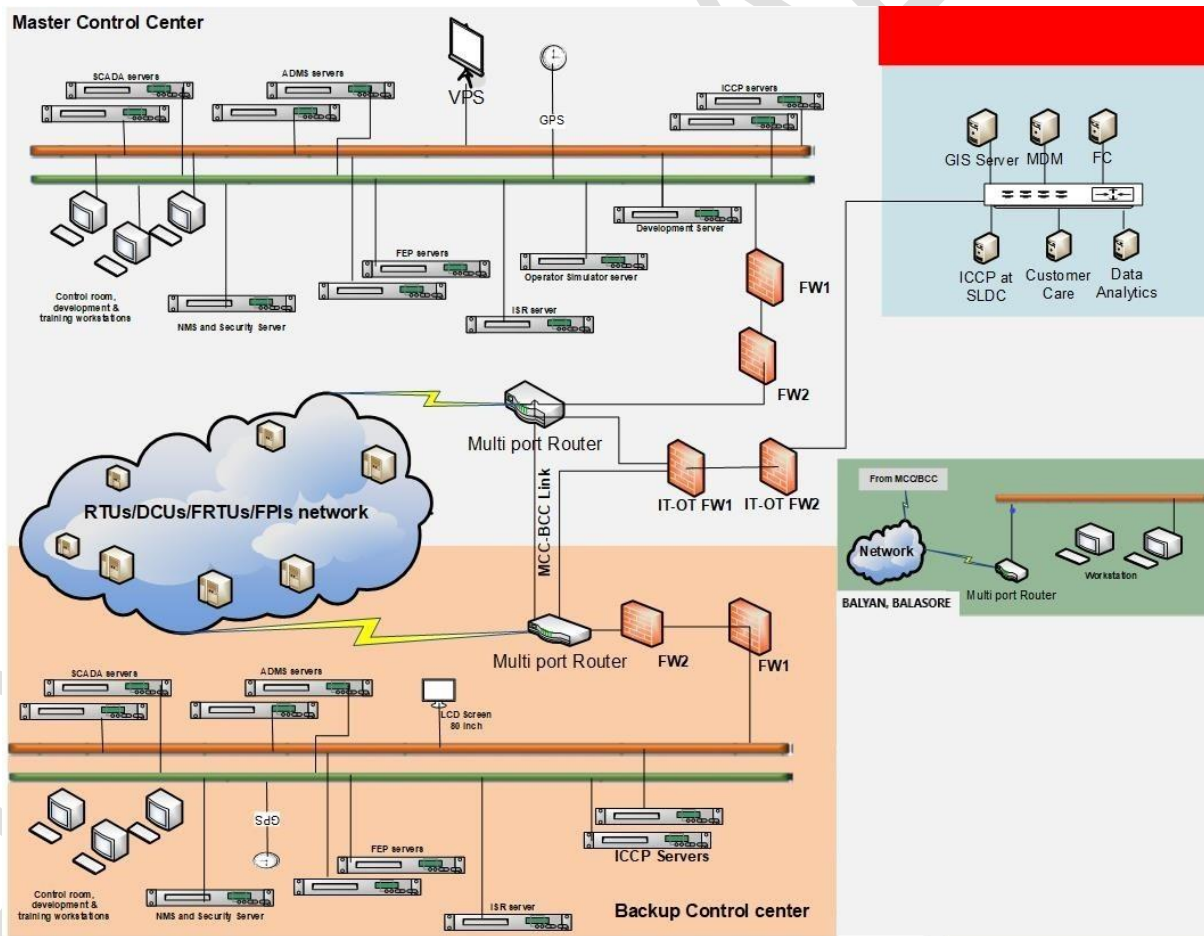 Master Control Center
SCADA servers
ADMS servers
VPS
GPS
ICCP servers
GIS Server
MDM
FC
ICCP at
SLDC
Customer
Care
Data
Analytics
Development Server
FEP servers
Operator Simulator server
Control room,
development &
training workstations
NMS and Security Server
ISR server
FW1
FW2
Multi port Router
RTUs/DCUs/FRTUs/FPIs network
MCC-BCC Link
IT-OT FW1
IT-OT FW2
From MCC/BCC
Network
Workstation
Multi port Router
BALYAN, BALASORE
Multi port Router
FW2
FW1
SCADA servers
ADMS servers
LCD Screen
80 inch
GPS
FEP servers
ICCP Servers
Control room,
development &
training workstations
NMS and Security Server
ISR server
Backup Control center